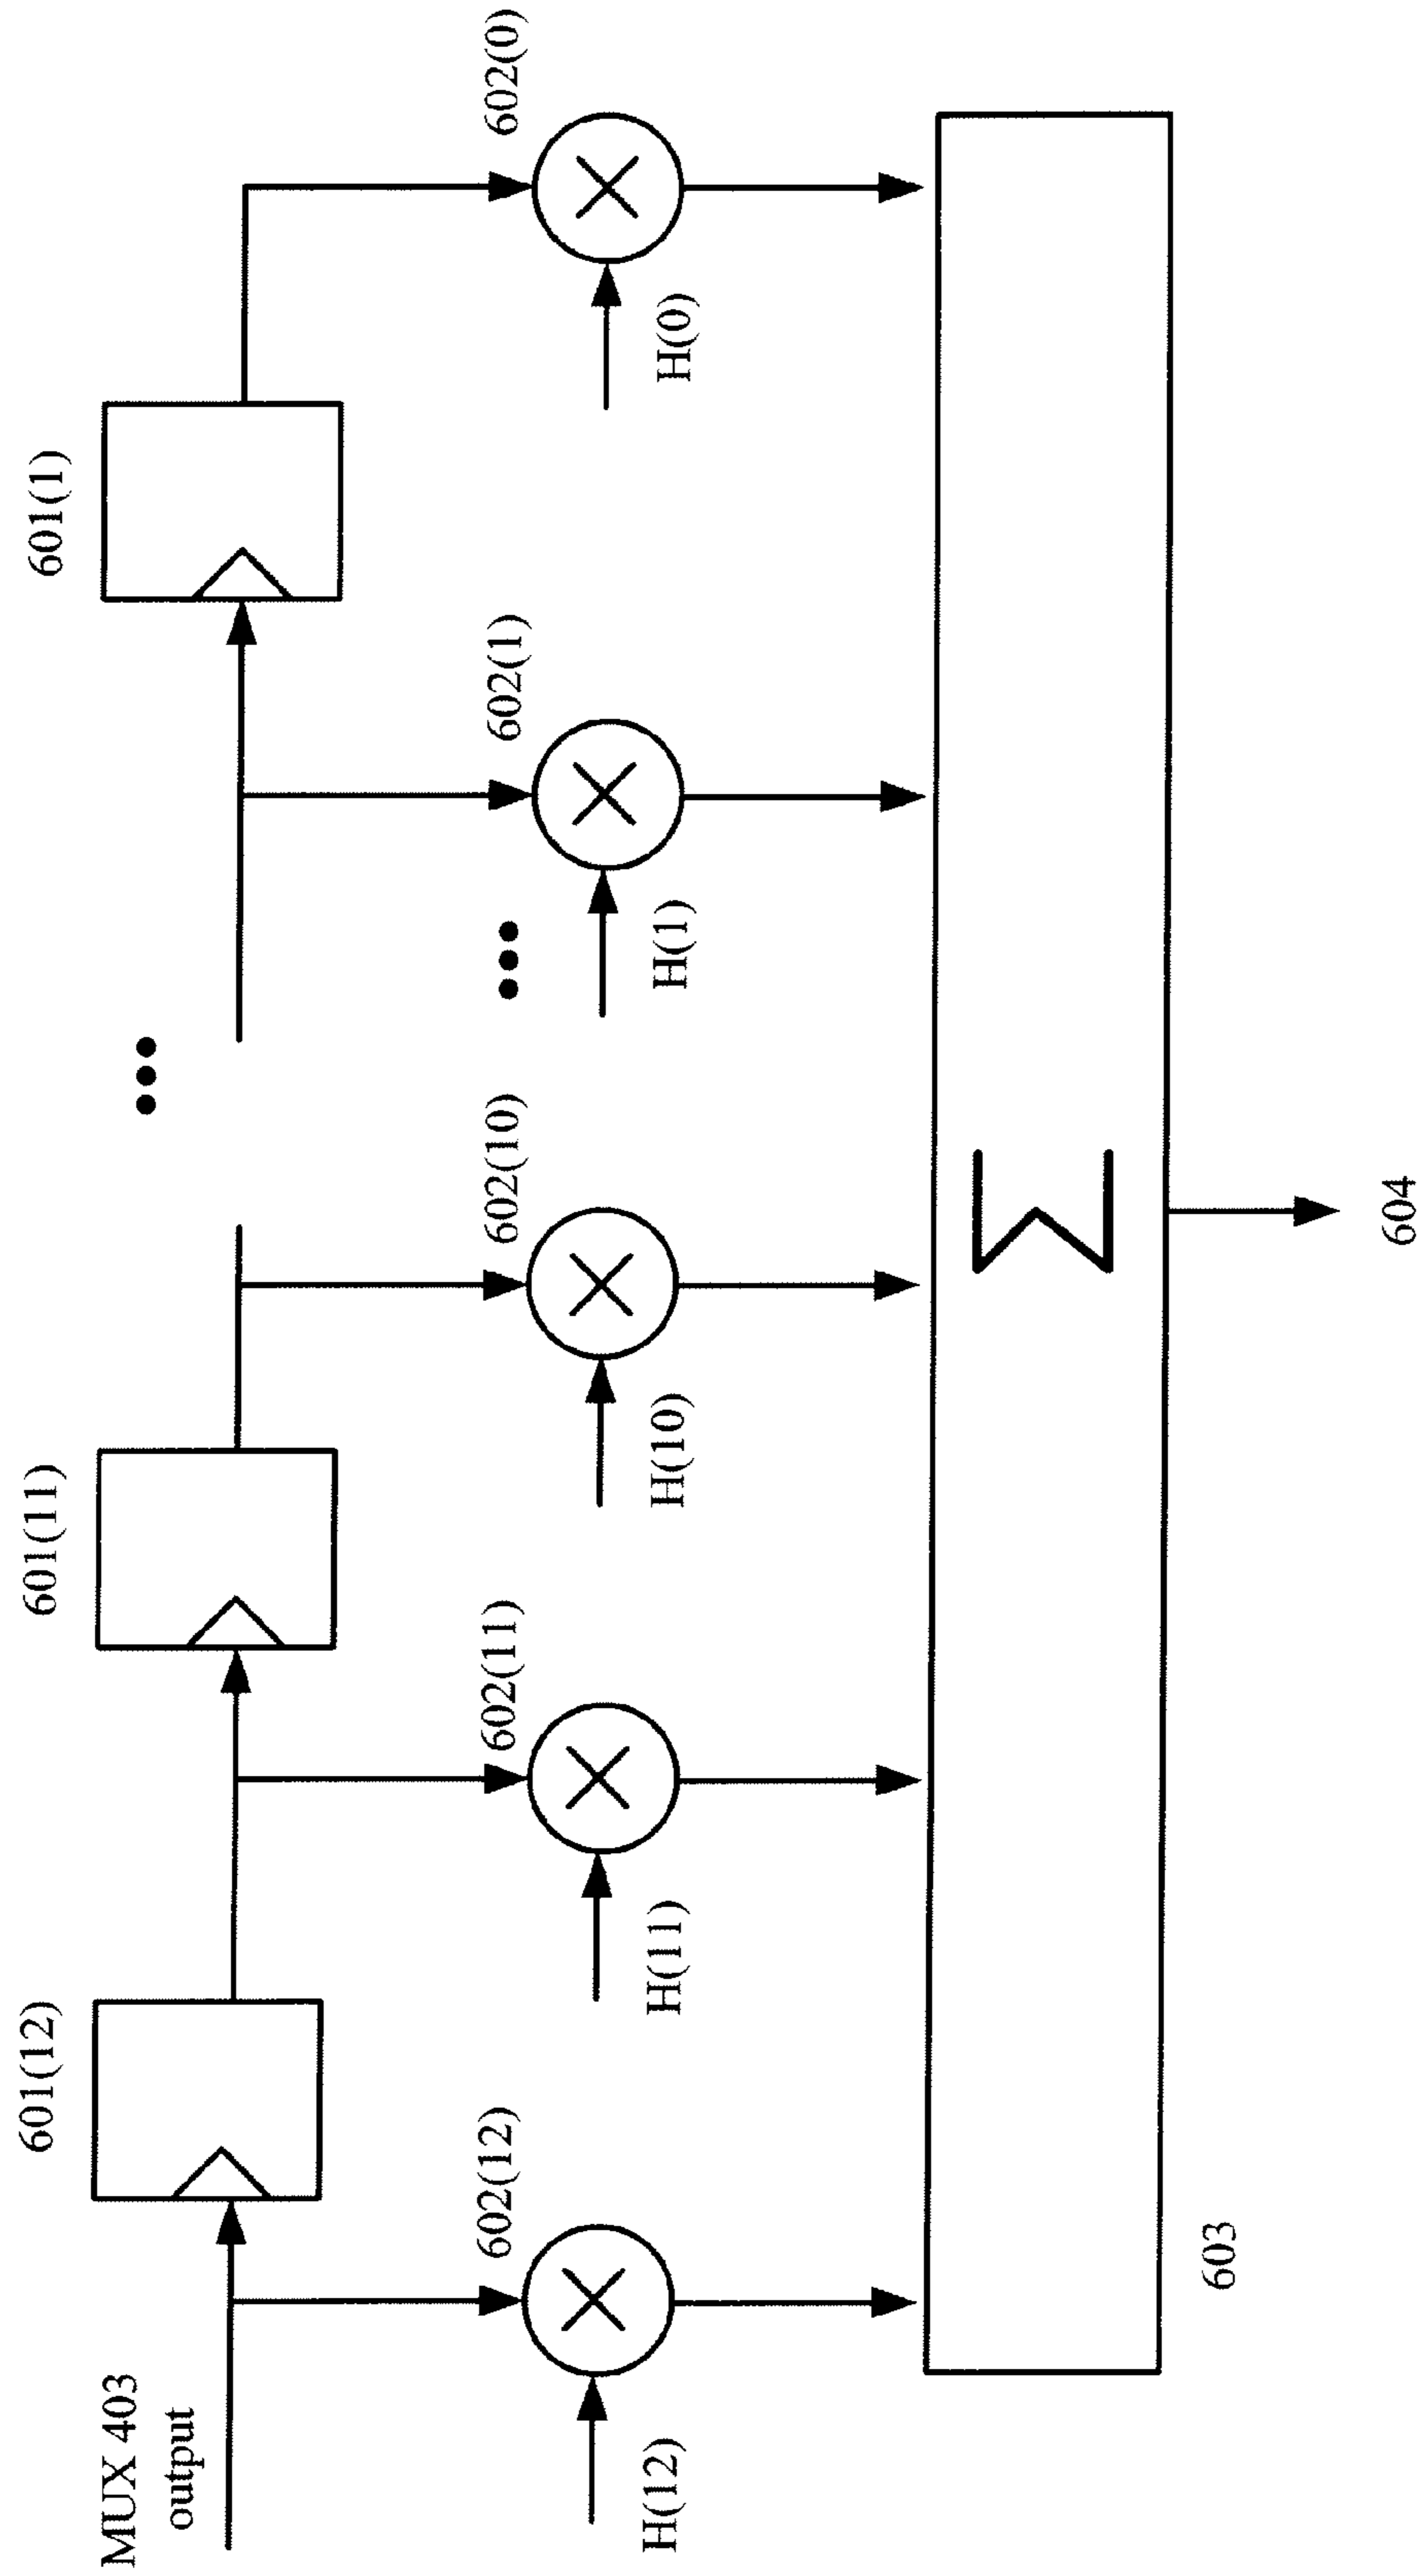 MUX 403
output
601(12)
601(11)
601(1)
602(12)
602(11)
602(10)
602(1)
602(0)
H(12)
H(11)
H(10)
H(1)
H(0)
Σ
603
604